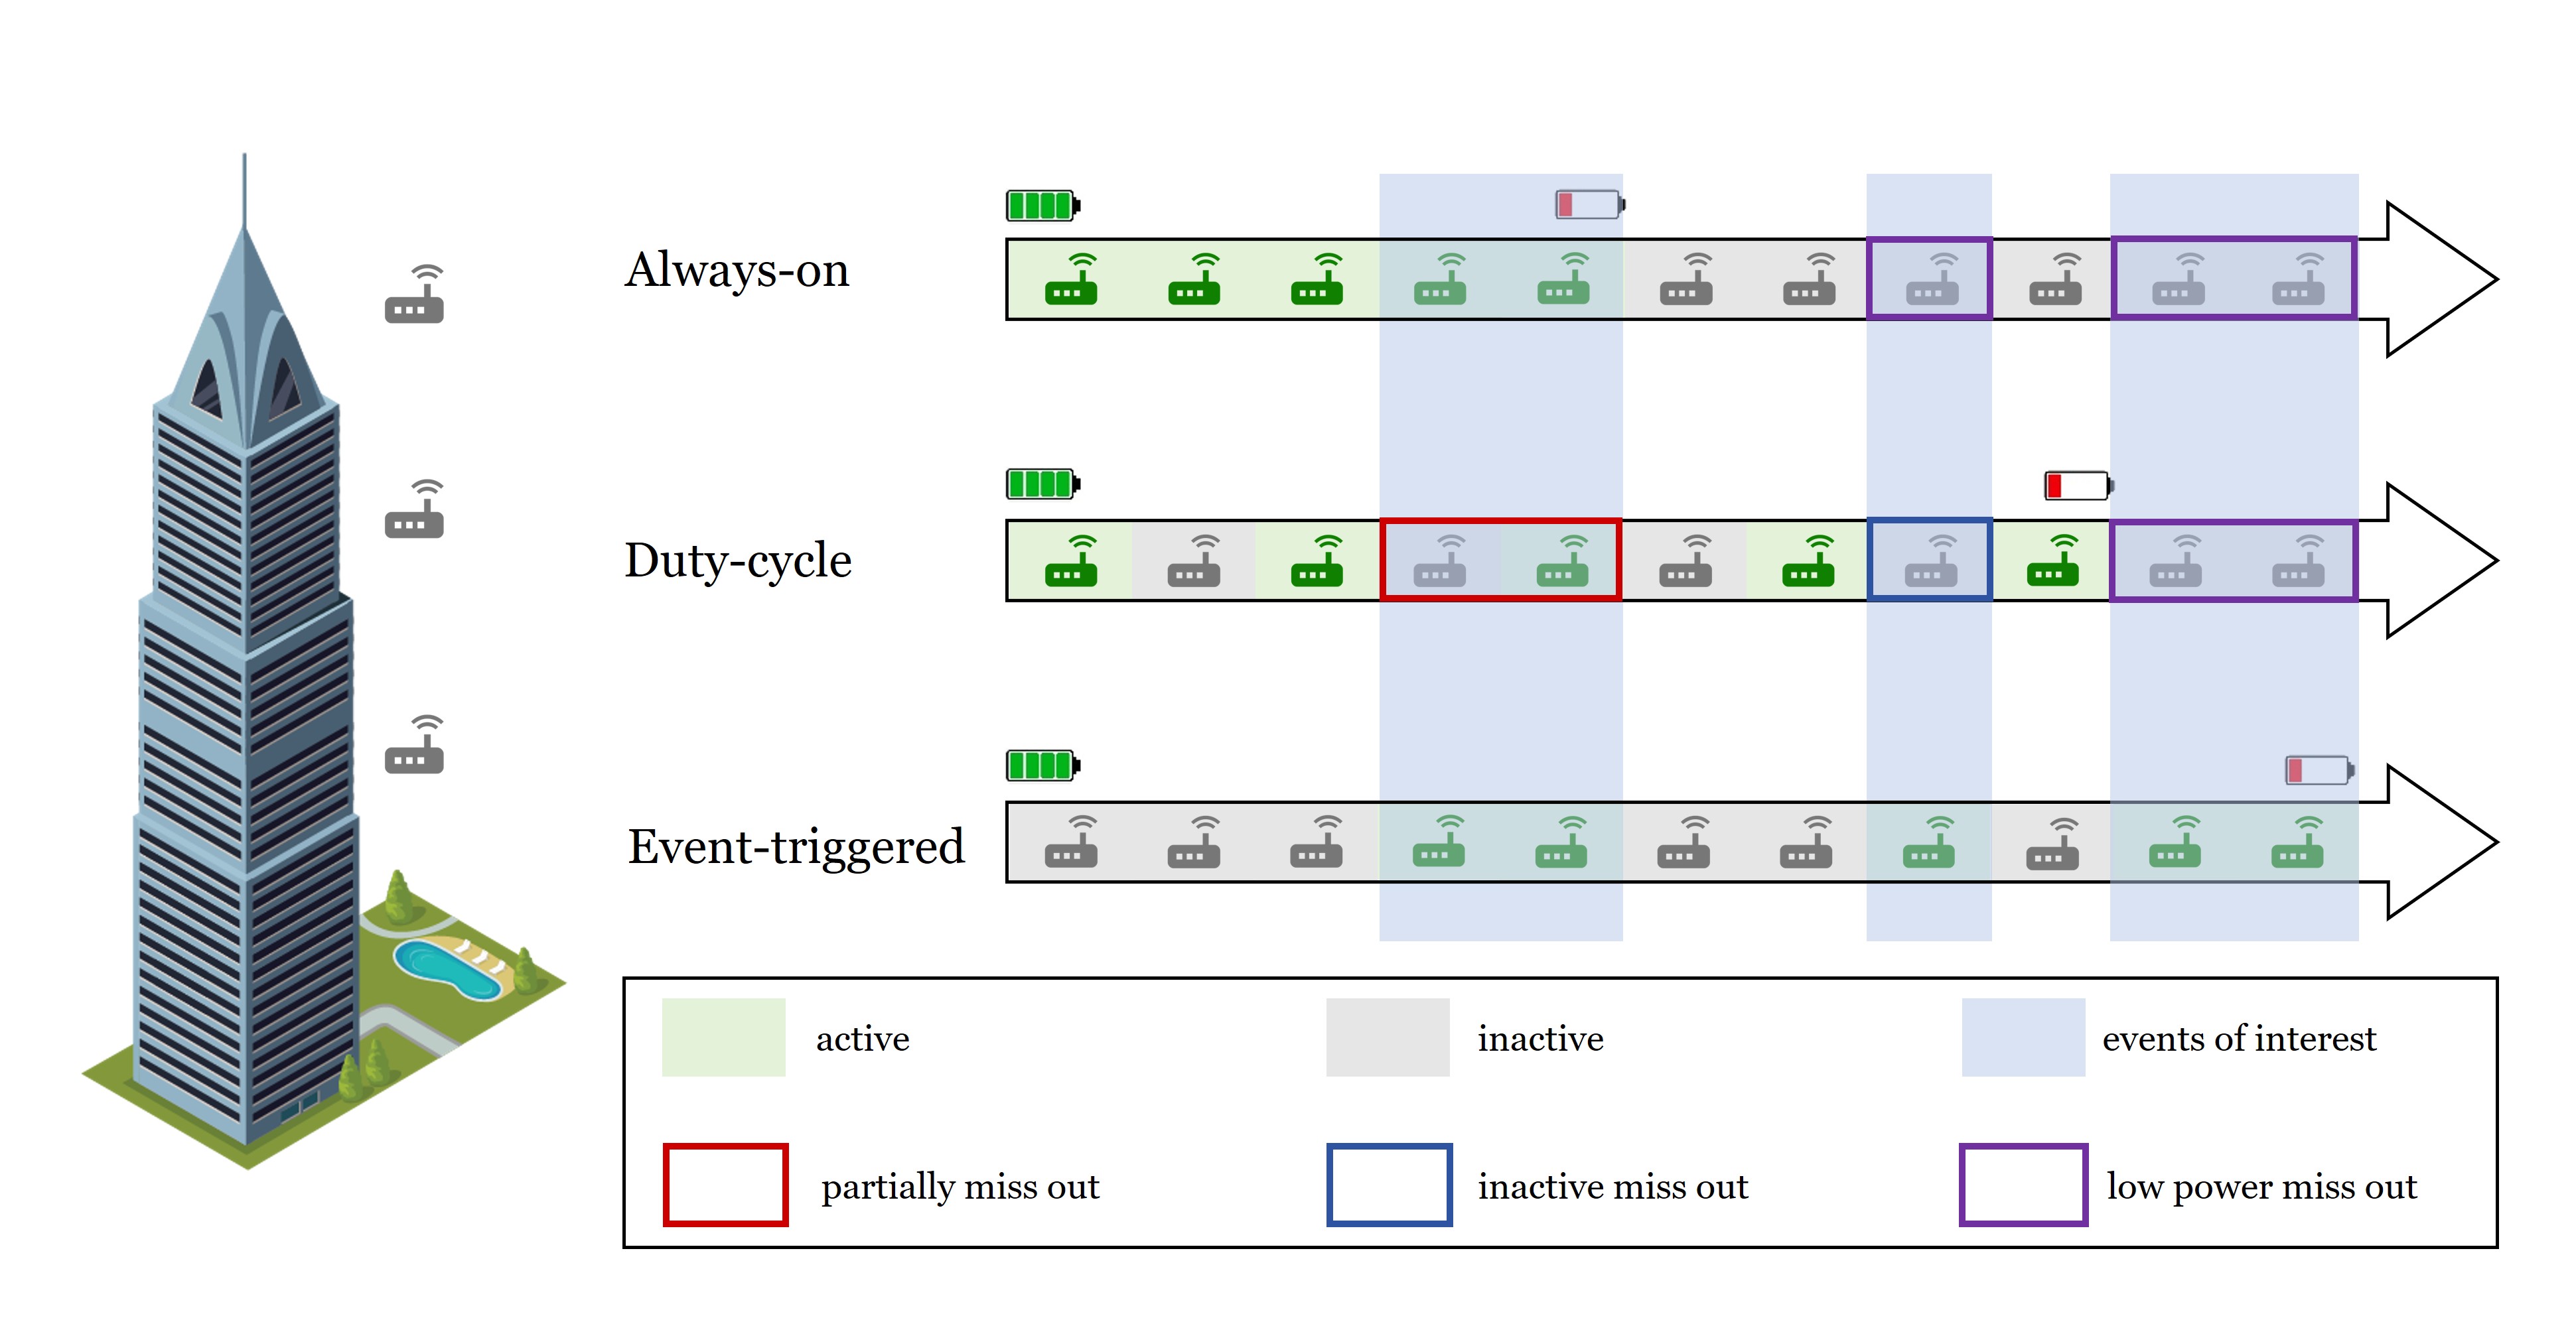 Always-on
Duty-cycle
Event-triggered
active
inactive
events of interest
partially miss out
inactive miss out
low power miss out